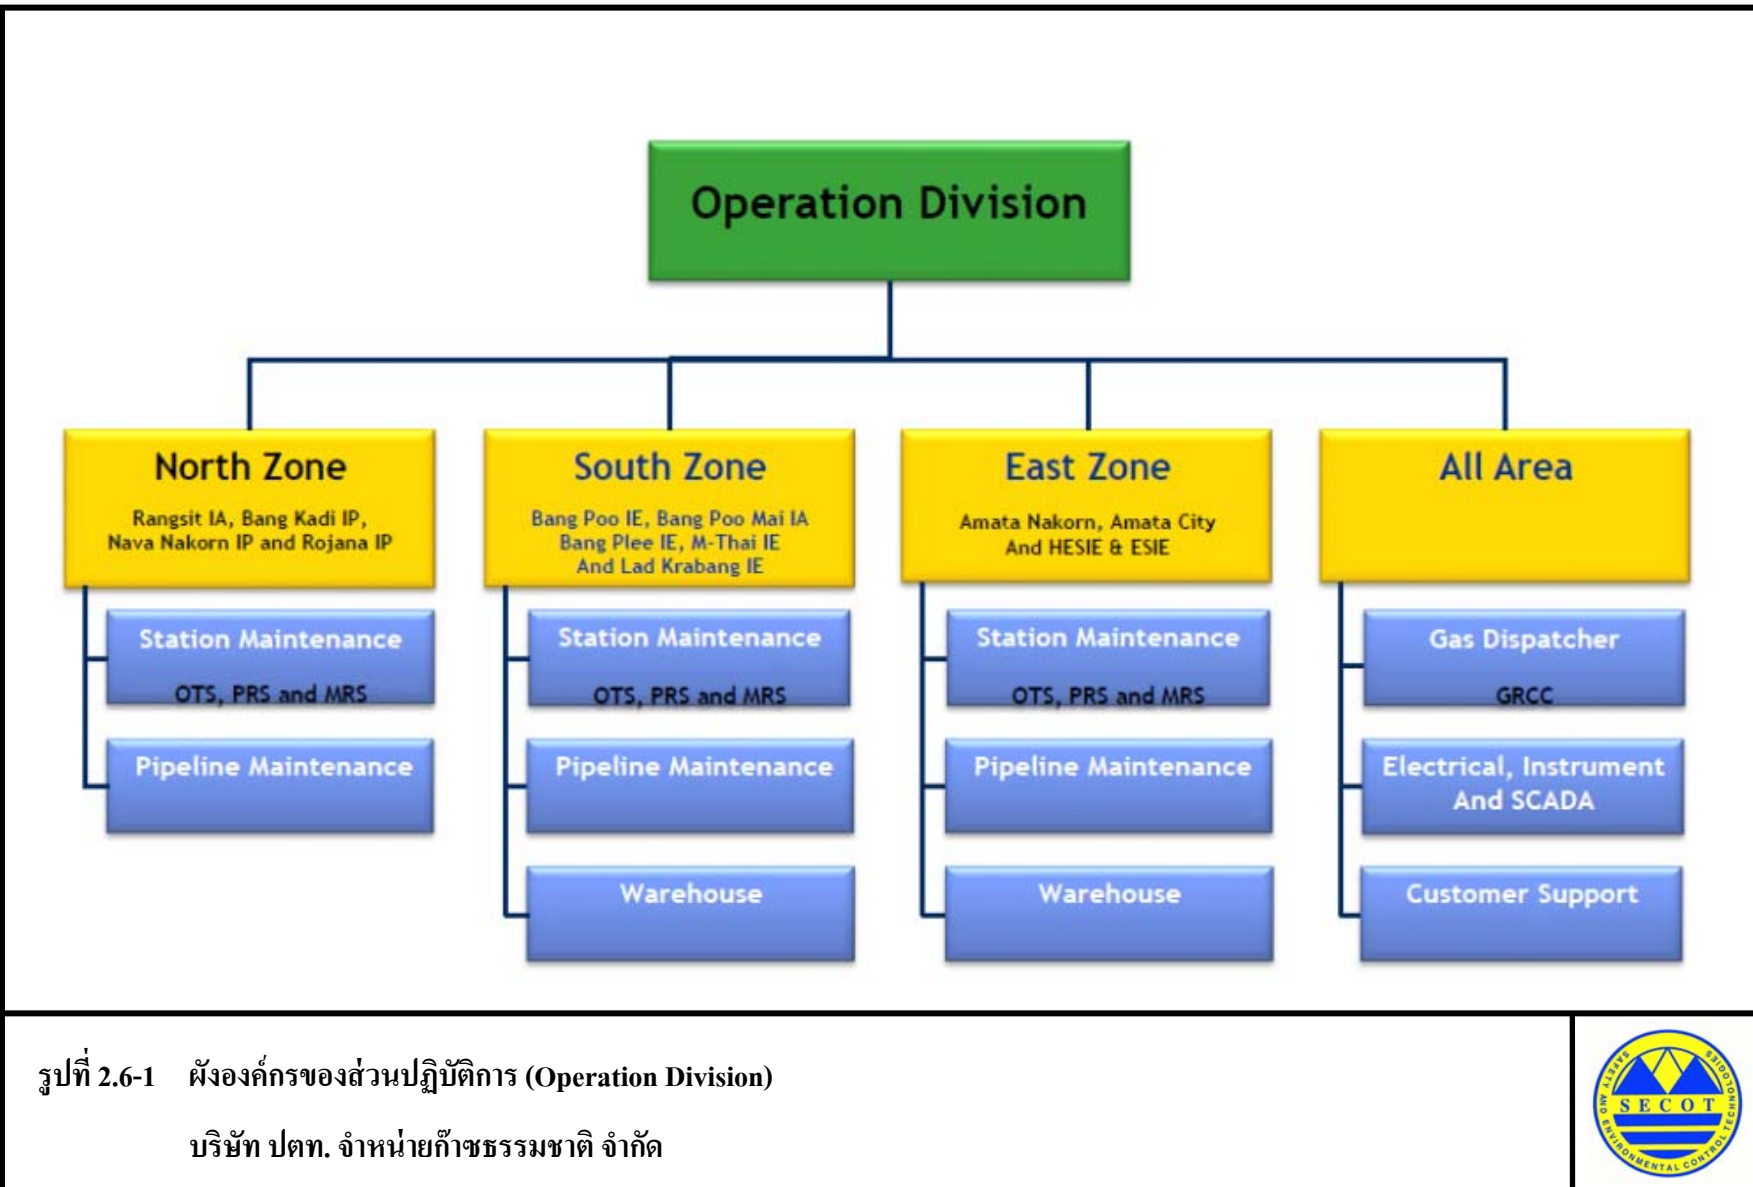 Operation Division
North Zone
Rangsit IA, Bang Kadi IP,
Nava Nakorn IP and Rojana IP
Station Maintenance
OTS, PRS and MRS
Pipeline Maintenance
South Zone
Bang Poo IE, Bang Poo Mai IA
Bang Plee IE, M-Thai IE
And Lad Krabang IE
Station Maintenance
OTS, PRS and MRS
Pipeline Maintenance
Warehouse
East Zone
Amata Nakorn, Amata City
And HESIE & ESIE
Station Maintenance
OTS, PRS and MRS
Pipeline Maintenance
Warehouse
All Area
Gas Dispatcher
GRCC
Electrical, Instrument
And SCADA
Customer Support
รูปที่ 2.6-1 ผังองค์กรของส่วนปฏิบัติการ (Operation Division)
บริษัท ปตท. จำหน่ายก๊าซธรรมชาติ จำกัด
SECOT
SAFETY AND ENVIRONMENTAL CONTROL TECHNOLOGIES